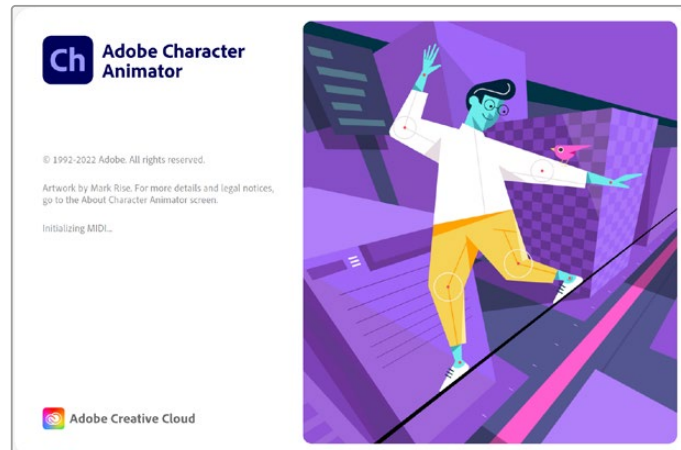 Ch
Adobe Character
Animator
© 1992-2022 Adobe. All rights reserved.
Artwork by Mark Rise. For more details and legal notices,
go to the About Character Animator screen.
Initializing MIDI...
Adobe Creative Cloud